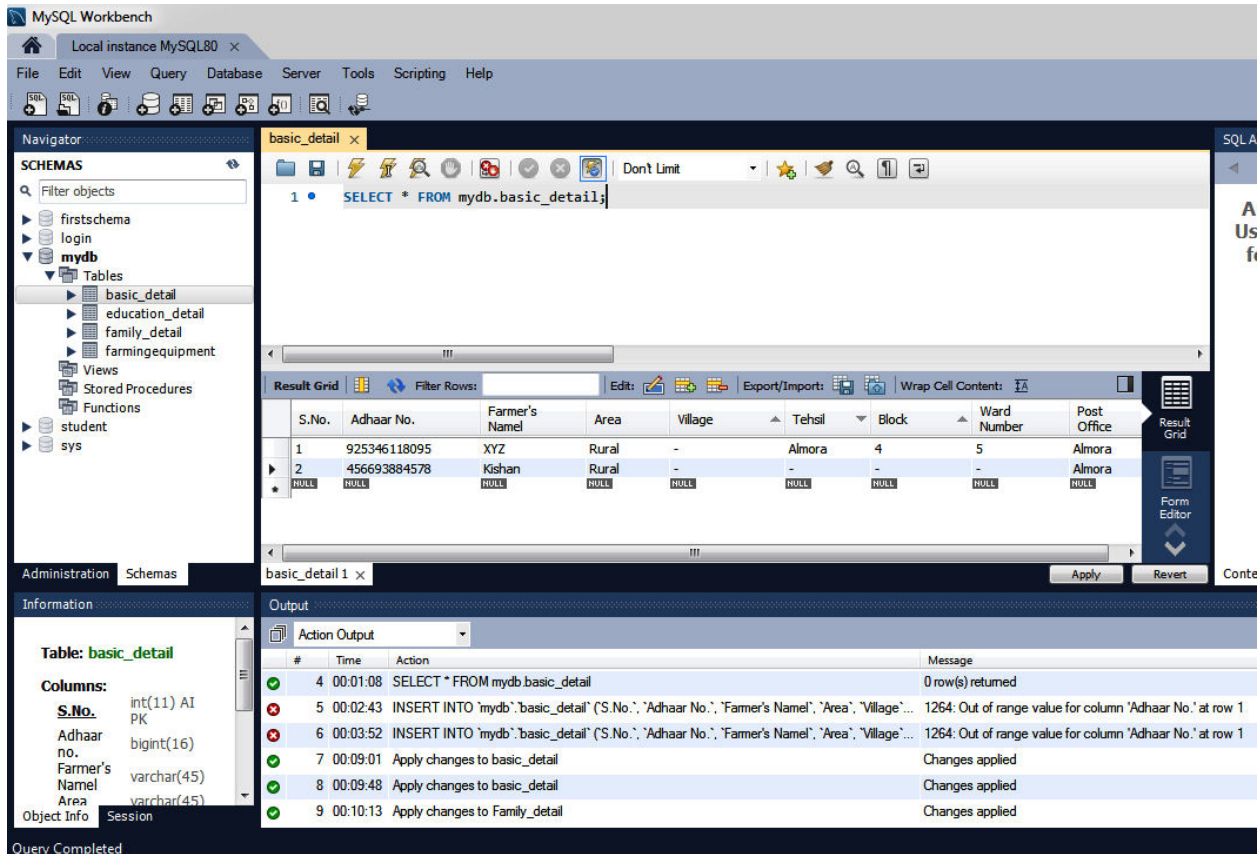 MySQL Workbench
Local instance MySQL80 ×
File Edit View Query Database Server Tools Scripting Help
Navigator
SCHEMAS
Filter objects
firstschema
login
mydb
Tables
basic_detail
education_detail
family_detail
farmingequipment
Views
Stored Procedures
Functions
student
sys
Administration Schemas
basic_detail ×
Don't Limit
1 SELECT * FROM mydb.basic_detail;
Result Grid Filter Rows: Edit: Export/Import: Wrap Cell Content:
S.No. Adhaar No. Farmer's Namel Area Village Tehsil Block Ward Number Post Office
1 925346118095 XYZ Rural - Almora 4 5 Almora
2 456693884578 Kishan Rural - - - - Almora
NULL NULL NULL NULL NULL NULL NULL NULL NULL
Result Grid
Form Editor
basic_detail 1 × Apply Revert
SQL A
A
Us
fo
Conte
Information
Table: basic_detail
Columns:
S.No. int(11) AI PK
Adhaar no. bigint(16)
Farmer's Namel varchar(45)
Area varchar(45)
Object Info Session
Output
Action Output
# Time Action Message
4 00:01:08 SELECT * FROM mydb.basic_detail 0 row(s) returned
5 00:02:43 INSERT INTO `mydb`.`basic_detail` (`S.No.`, `Adhaar No.`, `Farmer's Namel`, `Area`, `Village`... 1264: Out of range value for column 'Adhaar No.' at row 1
6 00:03:52 INSERT INTO `mydb`.`basic_detail` (`S.No.`, `Adhaar No.`, `Farmer's Namel`, `Area`, `Village`... 1264: Out of range value for column 'Adhaar No.' at row 1
7 00:09:01 Apply changes to basic_detail Changes applied
8 00:09:48 Apply changes to basic_detail Changes applied
9 00:10:13 Apply changes to Family_detail Changes applied
Query Completed